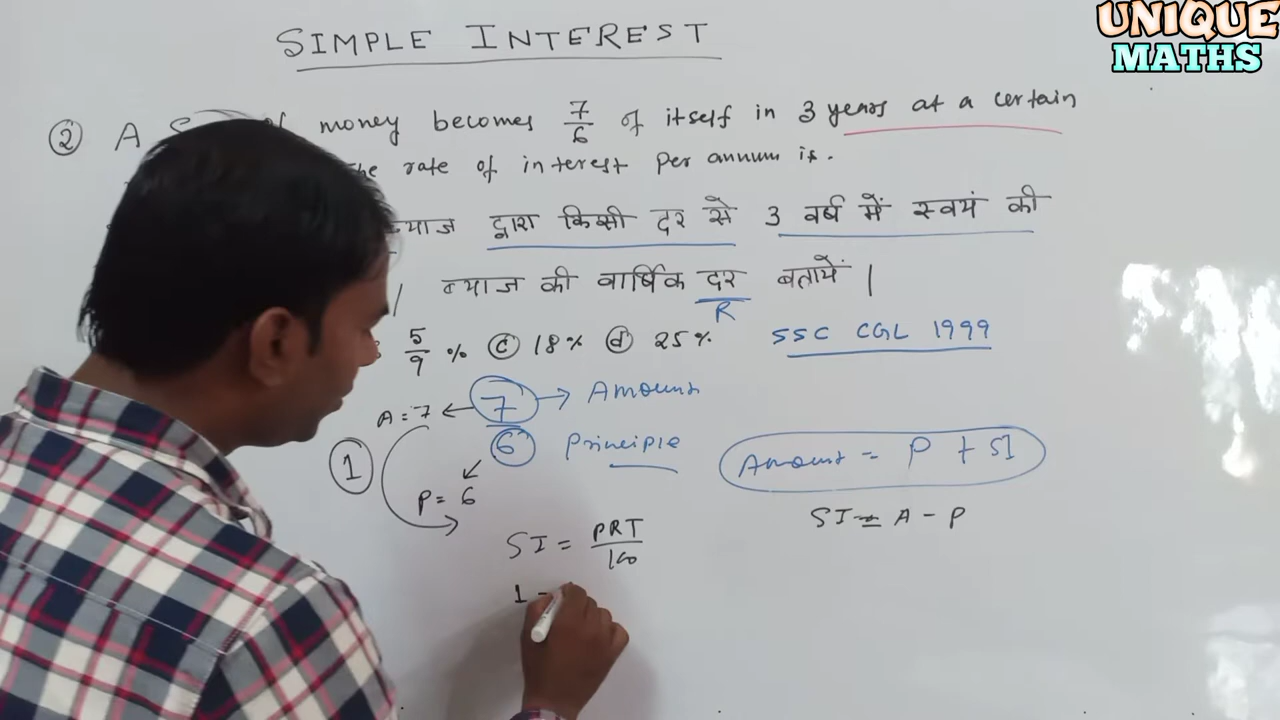 UNIQUE
MATHS
SIMPLE INTEREST
② A money becomes 7/6 of itself in 3 years at a certain
the rate of interest per annum is.
ब्याज द्वारा किसी दर से 3 वर्ष में स्वयं की
| ब्याज की वार्षिक दर बतायें |
R
5/9 % ⓒ 18% ⓓ 25% SSC CGL 1999
A = 7 ← 7 → Amount
1 6 Principle Amount = P + SI
P = 6 SI = A - P
SI = PRT/100
1 =